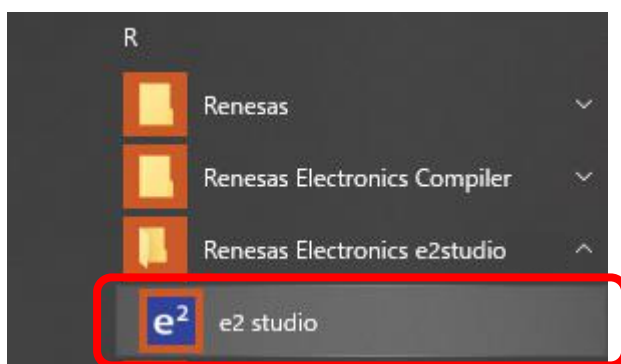 R
Renesas
Renesas Electronics Compiler
Renesas Electronics e2studio
e² e2 studio